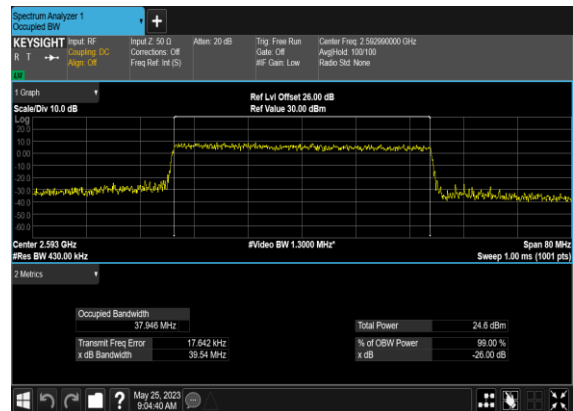 Spectrum Analyzer 1
Occupied BW
KEYSIGHT Input: RF Input Z: 50 Ω Atten: 20 dB Trig: Free Run Center Freq: 2.592990000 GHz
R T Coupling: DC Corrections: Off Gate: Off Avg|Hold: 100/100
Align: Off Freq Ref: Int (S) #IF Gain: Low Radio Std: None
1 Graph
Ref Lvl Offset 26.00 dB
Scale/Div 10.0 dB Ref Value 30.00 dBm
Log
20.0
10.0
0.00
-10.0
-20.0
-30.0
-40.0
-50.0
-60.0
Center 2.593 GHz #Video BW 1.3000 MHz* Span 80 MHz
#Res BW 430.00 kHz Sweep 1.00 ms (1001 pts)
2 Metrics
Occupied Bandwidth
37.946 MHz Total Power 24.6 dBm
Transmit Freq Error 17.642 kHz % of OBW Power 99.00 %
x dB Bandwidth 39.54 MHz x dB -26.00 dB
May 25, 2023
9:04:40 AM